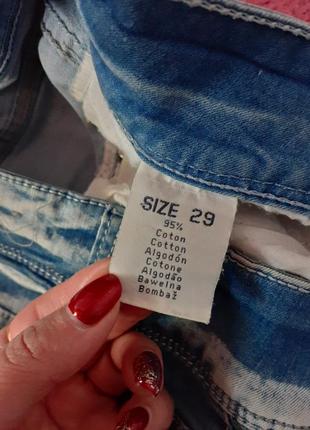 SIZE 29
95%
Coton
Cotton
Algodón
Cotone
Algodão
Bawełna
Bombaž